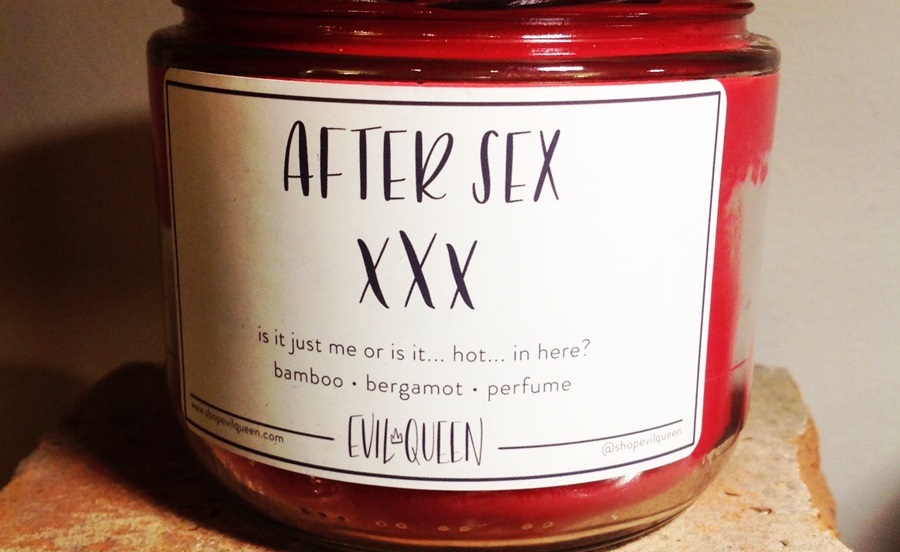 AFTER SEX
XXX
is it just me or is it... hot... in here?
bamboo • bergamot • perfume
www.shopevilqueen.com
EVIL QUEEN
@shopevilqueen